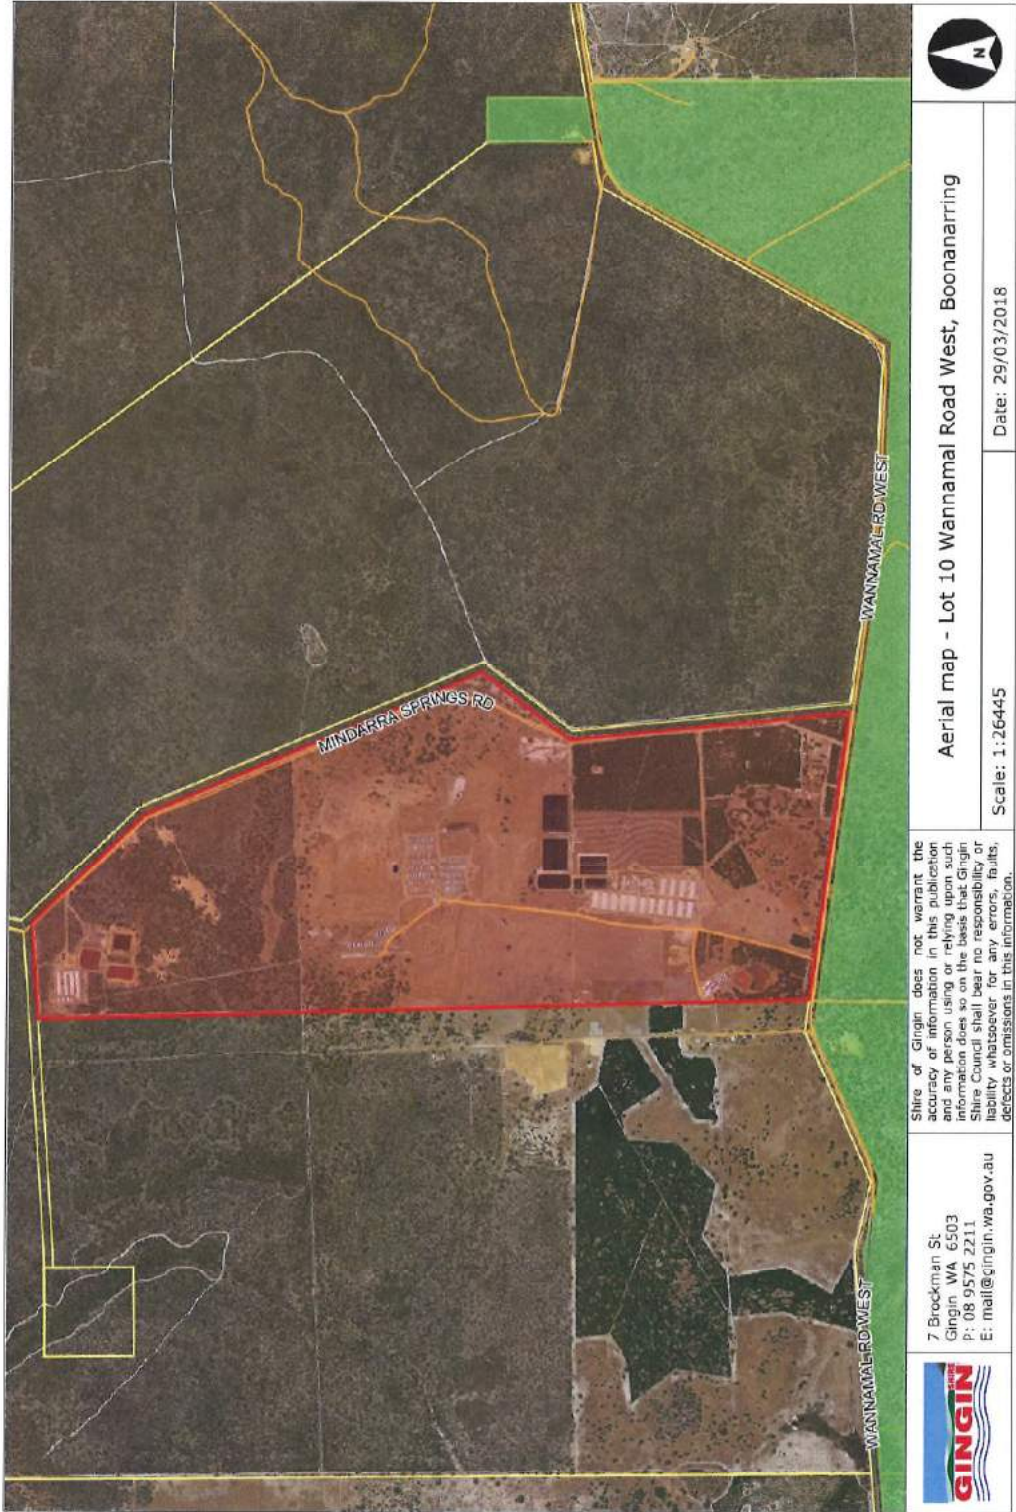 MINDARRA SPRINGS RD
WANNAMAL RD WEST
WANNAMAL RD WEST
SHIRE
GINGIN
7 Brockman St
Gingin WA 6503
P: 08 9575 2211
E: mail@gingin.wa.gov.au
Shire of Gingin does not warrant the
accuracy of information in this publication
and any person using or relying upon such
information does so on the basis that Gingin
Shire Council shall bear no responsibility or
liability whatsoever for any errors, faults,
defects or omissions in this information.
Aerial map - Lot 10 Wannamal Road West, Boonanarring
Scale: 1:26445
Date: 29/03/2018
N